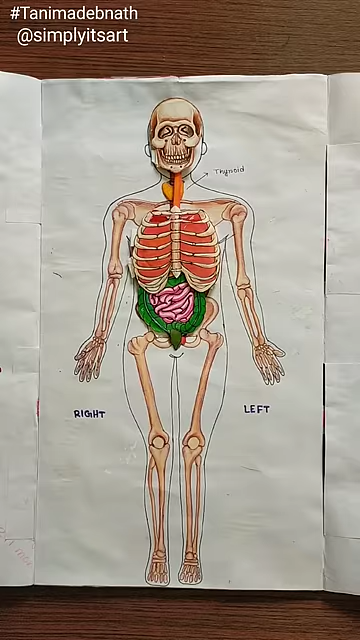 #Tanimadebnath
@simplyitsart
Thyroid
RIGHT
LEFT